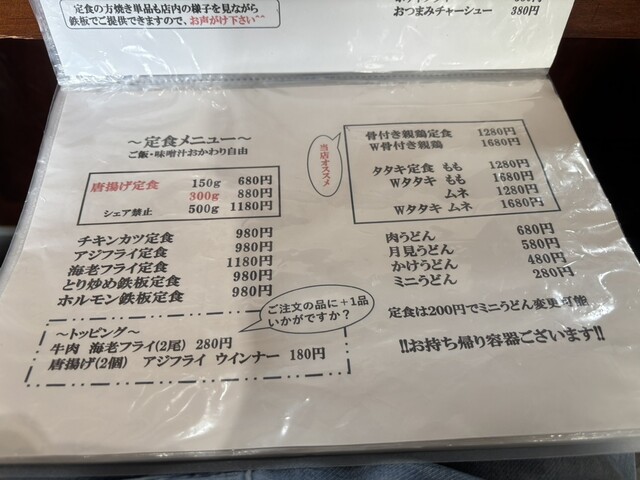 定食の方焼き単品も店内の様子を見ながら
鉄板でご提供できますので、お声がけ下さい^^
おつまみチャーシュー 380円
～定食メニュー～
ご飯・味噌汁おかわり自由
唐揚げ定食 150g 680円
300g 880円
シェア禁止 500g 1180円
チキンカツ定食 980円
アジフライ定食 980円
海老フライ定食 1180円
とり炒め鉄板定食 980円
ホルモン鉄板定食 980円
ご注文の品に＋1品
いかがですか？
～トッピング～
牛肉 海老フライ(2尾) 280円
唐揚げ(2個) アジフライ ウインナー 180円
当店オススメ
骨付き親鶏定食 1280円
W骨付き親鶏 1680円
タタキ定食 もも 1280円
Wタタキ もも 1680円
ムネ 1280円
Wタタキ ムネ 1680円
肉うどん 680円
月見うどん 580円
かけうどん 480円
ミニうどん 280円
定食は200円でミニうどん変更可能
!!お持ち帰り容器ございます!!